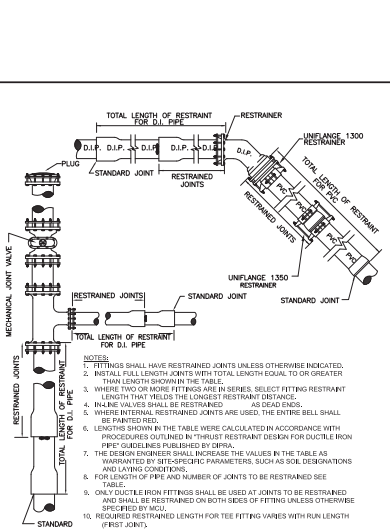 TOTAL LENGTH OF RESTRAINT
FOR D.I. PIPE
RESTRAINER
D.I.P.
D.I.P.
D.I.P.
D.I.P.
D.I.P.
STANDARD JOINT
RESTRAINED
JOINTS
UNIFLANGE 1300
RESTRAINER
TOTAL LENGTH OF RESTRAINT
FOR PVC
PVC
PVC
PVC
PVC
RESTRAINED JOINTS
UNIFLANGE 1350
RESTRAINER
STANDARD JOINT
PLUG
MECHANICAL JOINT VALVE
RESTRAINED JOINTS
STANDARD JOINT
TOTAL LENGTH OF RESTRAINT
FOR D.I. PIPE
RESTRAINED JOINTS
TOTAL LENGTH OF RESTRAINT
FOR D.I. PIPE
STANDARD
NOTES:
1. FITTINGS SHALL HAVE RESTRAINED JOINTS UNLESS OTHERWISE INDICATED.
2. INSTALL FULL LENGTH JOINTS WITH TOTAL LENGTH EQUAL TO OR GREATER
THAN LENGTH SHOWN IN THE TABLE.
3. WHERE TWO OR MORE FITTINGS ARE IN SERIES, SELECT FITTING RESTRAINT
LENGTH THAT YIELDS THE LONGEST RESTRAINT DISTANCE.
4. IN-LINE VALVES SHALL BE RESTRAINED AS DEAD ENDS.
5. WHERE INTERNAL RESTRAINED JOINTS ARE USED, THE ENTIRE BELL SHALL
BE PAINTED RED.
6. LENGTHS SHOWN IN THE TABLE WERE CALCULATED IN ACCORDANCE WITH
PROCEDURES OUTLINED IN "THRUST RESTRAINT DESIGN FOR DUCTILE IRON
PIPE" GUIDELINES PUBLISHED BY DIPRA.
7. THE DESIGN ENGINEER SHALL INCREASE THE VALUES IN THE TABLE AS
WARRANTED BY SITE-SPECIFIC PARAMETERS, SUCH AS SOIL DESIGNATIONS
AND LAYING CONDITIONS.
8. FOR LENGTH OF PIPE AND NUMBER OF JOINTS TO BE RESTRAINED SEE
TABLE.
9. ONLY DUCTILE IRON FITTINGS SHALL BE USED AT JOINTS TO BE RESTRAINED
AND SHALL BE RESTRAINED ON BOTH SIDES OF FITTING UNLESS OTHERWISE
SPECIFIED BY MCU.
10. REQUIRED RESTRAINED LENGTH FOR TEE FITTING VARIES WITH RUN LENGTH
(FIRST JOINT).